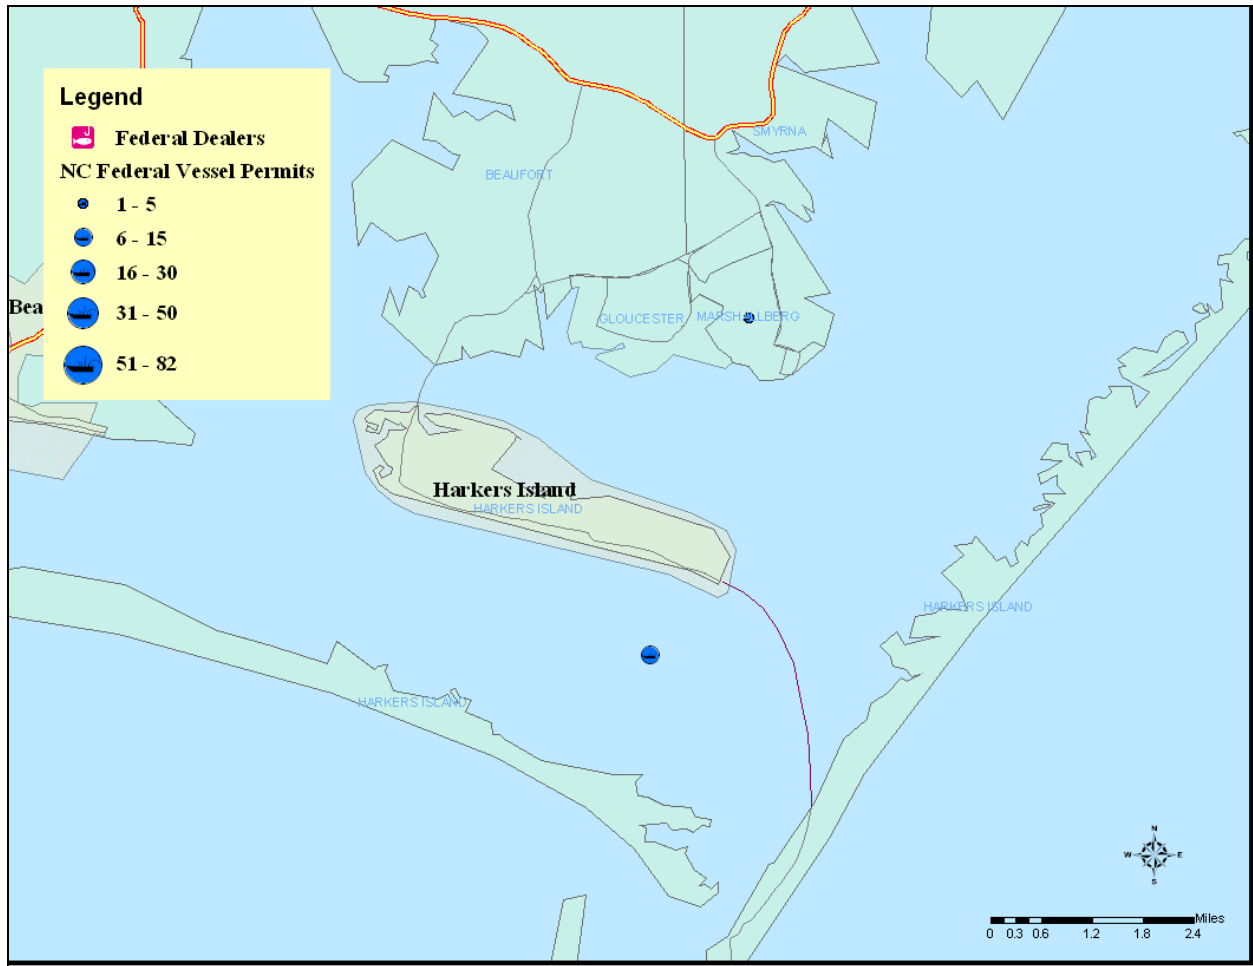 Legend
Federal Dealers
NC Federal Vessel Permits
1 - 5
6 - 15
16 - 30
31 - 50
51 - 82
SMYRNA
BEAUFORT
Bea
GLOUCESTER
MARSHALLBERG
Harkers Island
HARKERS ISLAND
HARKERS ISLAND
HARKERS ISLAND
N
W E
S
Miles
0 0.3 0.6 1.2 1.8 2.4